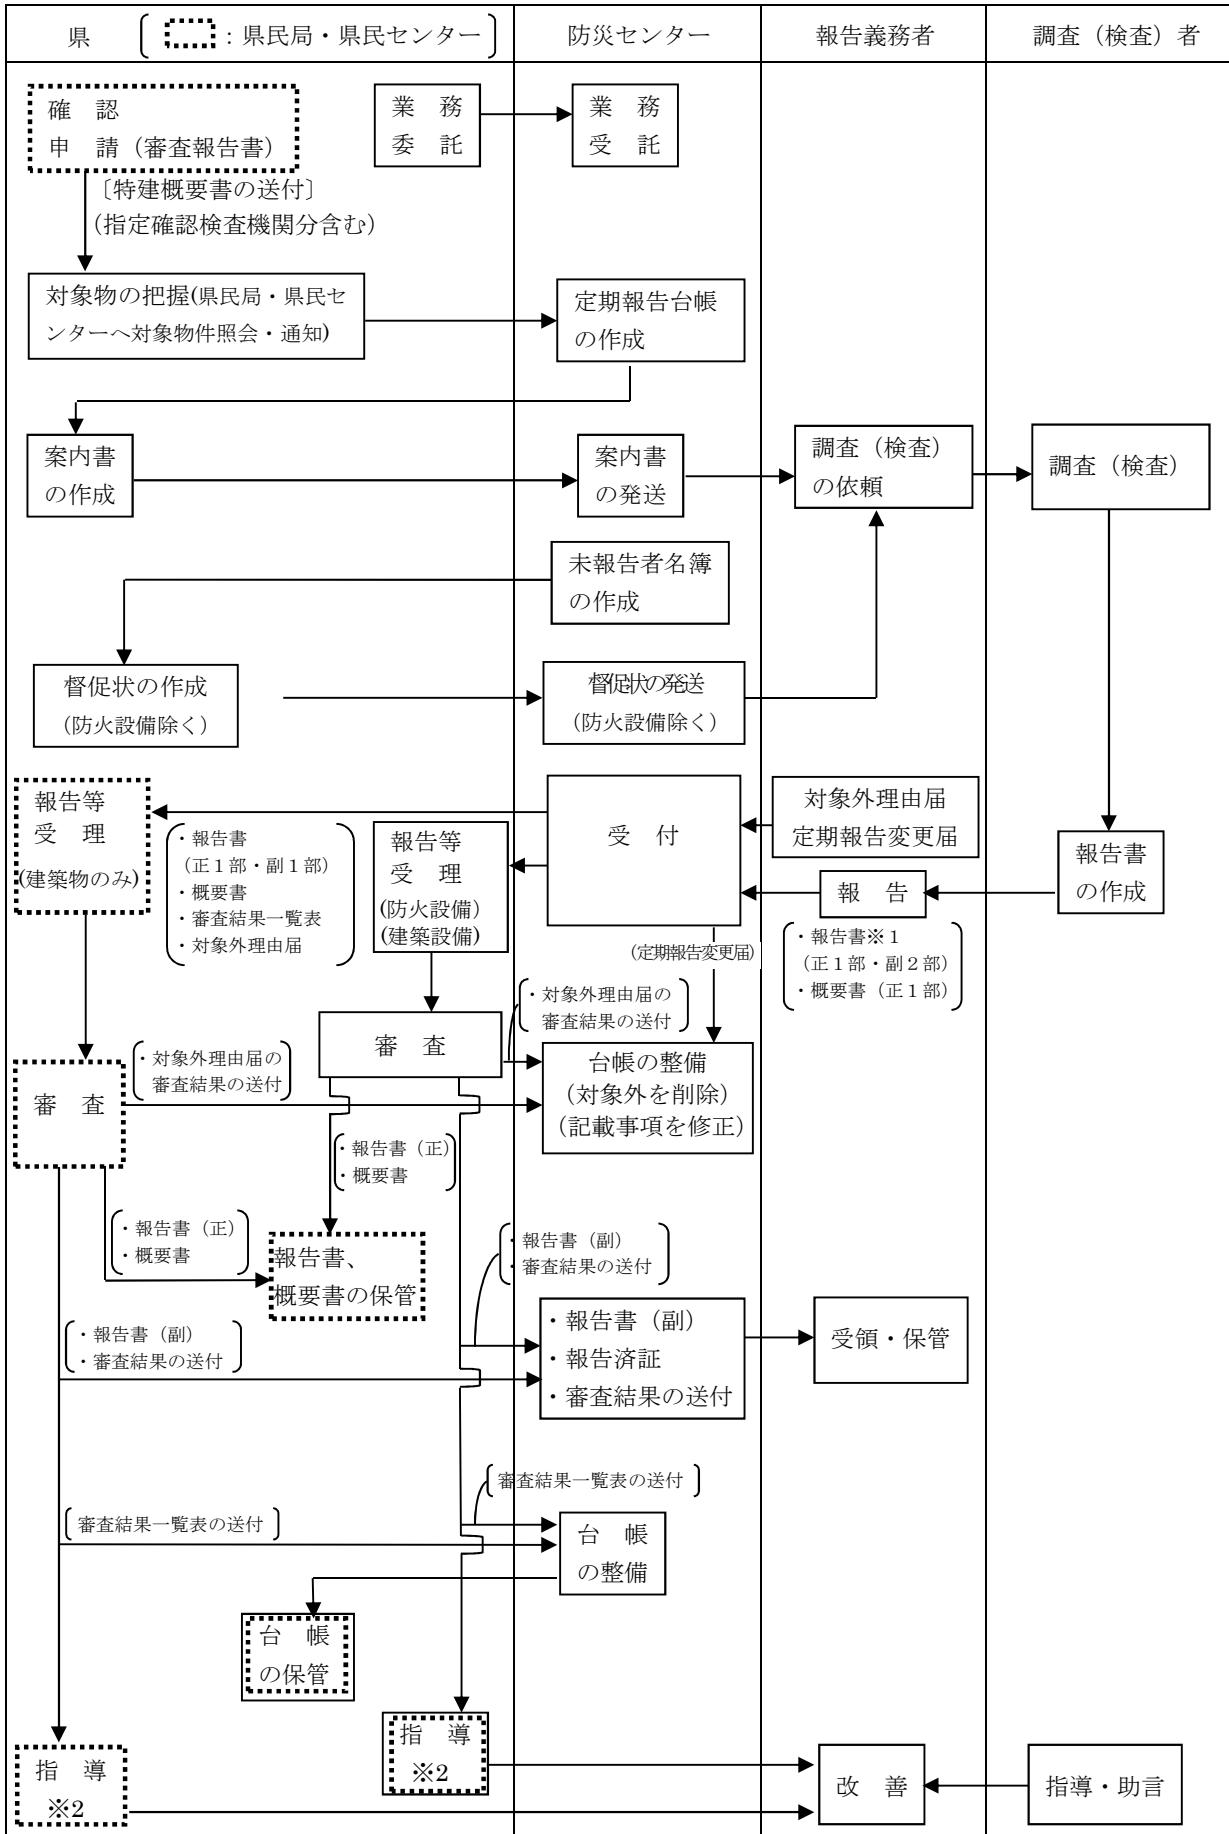 県
：県民局・県民センター
防災センター
報告義務者
調査（検査）者
確　認
申　請（審査報告書）
業　務
委　託
業　務
受　託
〔特建概要書の送付〕
（指定確認検査機関分含む）
対象物の把握(県民局・県民セ
ンターへ対象物件照会・通知)
定期報告台帳
の作成
案内書
の作成
案内書
の発送
調査（検査）
の依頼
調査（検査）
未報告者名簿
の作成
督促状の作成
（防火設備除く）
督促状の発送
（防火設備除く）
報告等
受　理
(建築物のみ)
・報告書
（正１部・副１部）
・概要書
・審査結果一覧表
・対象外理由届
報告等
受　理
(防火設備)
(建築設備)
受　付
対象外理由届
定期報告変更届
報　告
報告書
の作成
・報告書※１
（正１部・副２部）
・概要書（正１部）
（定期報告変更届）
・対象外理由届の
審査結果の送付
審　査
台帳の整備
（対象外を削除）
（記載事項を修正）
・対象外理由届の
審査結果の送付
審　査
・報告書（正）
・概要書
・報告書（正）
・概要書
報告書、
概要書の保管
・報告書（副）
・審査結果の送付
・報告書（副）
・報告済証
・審査結果の送付
受領・保管
・報告書（副）
・審査結果の送付
審査結果一覧表の送付
審査結果一覧表の送付
台　帳
の整備
台　帳
の保管
指　導
※2
指　導
※2
改　善
指導・助言